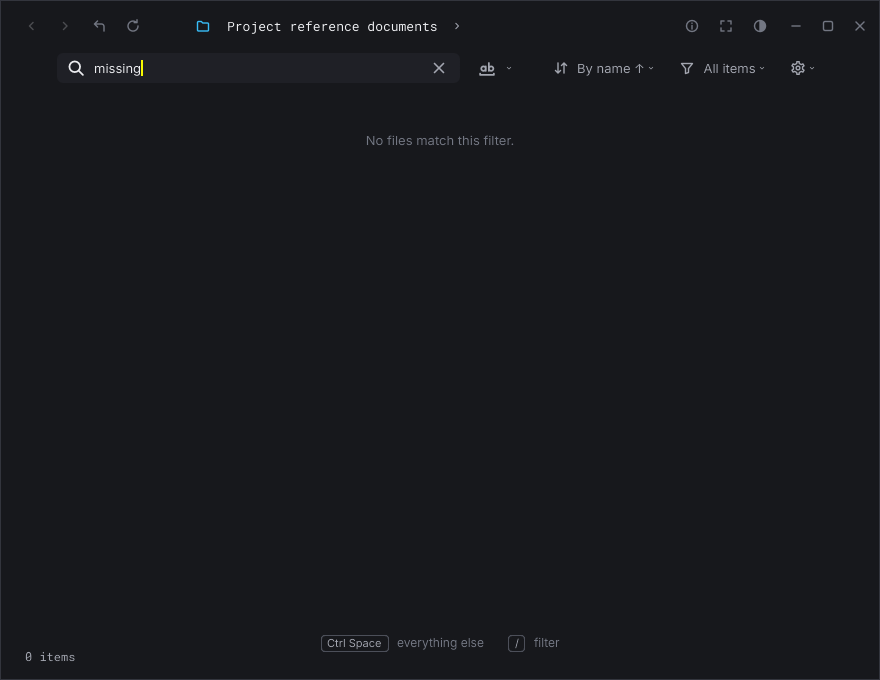 Project reference documents
missing
ab
By name ↑
All items
No files match this filter.
Ctrl Space everything else / filter
0 items